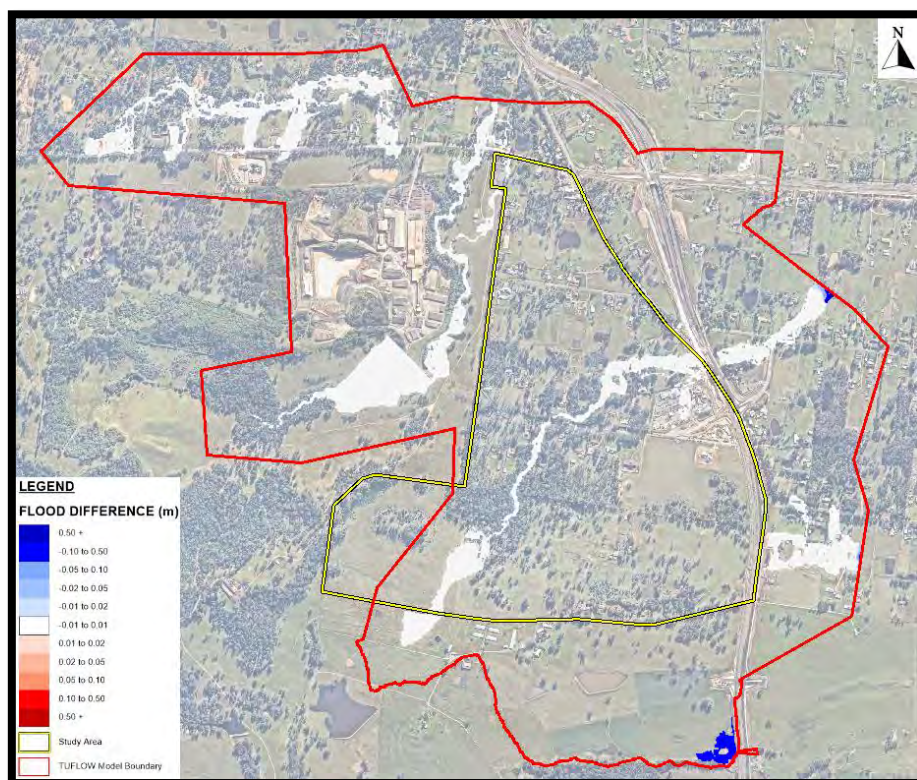 N
LEGEND
FLOOD DIFFERENCE (m)
0.50 +
-0.10 to 0.50
-0.05 to 0.10
-0.02 to 0.05
-0.01 to 0.02
-0.01 to 0.01
0.01 to 0.02
0.02 to 0.05
0.05 to 0.10
0.10 to 0.50
0.50 +
Study Area
TUFLOW Model Boundary